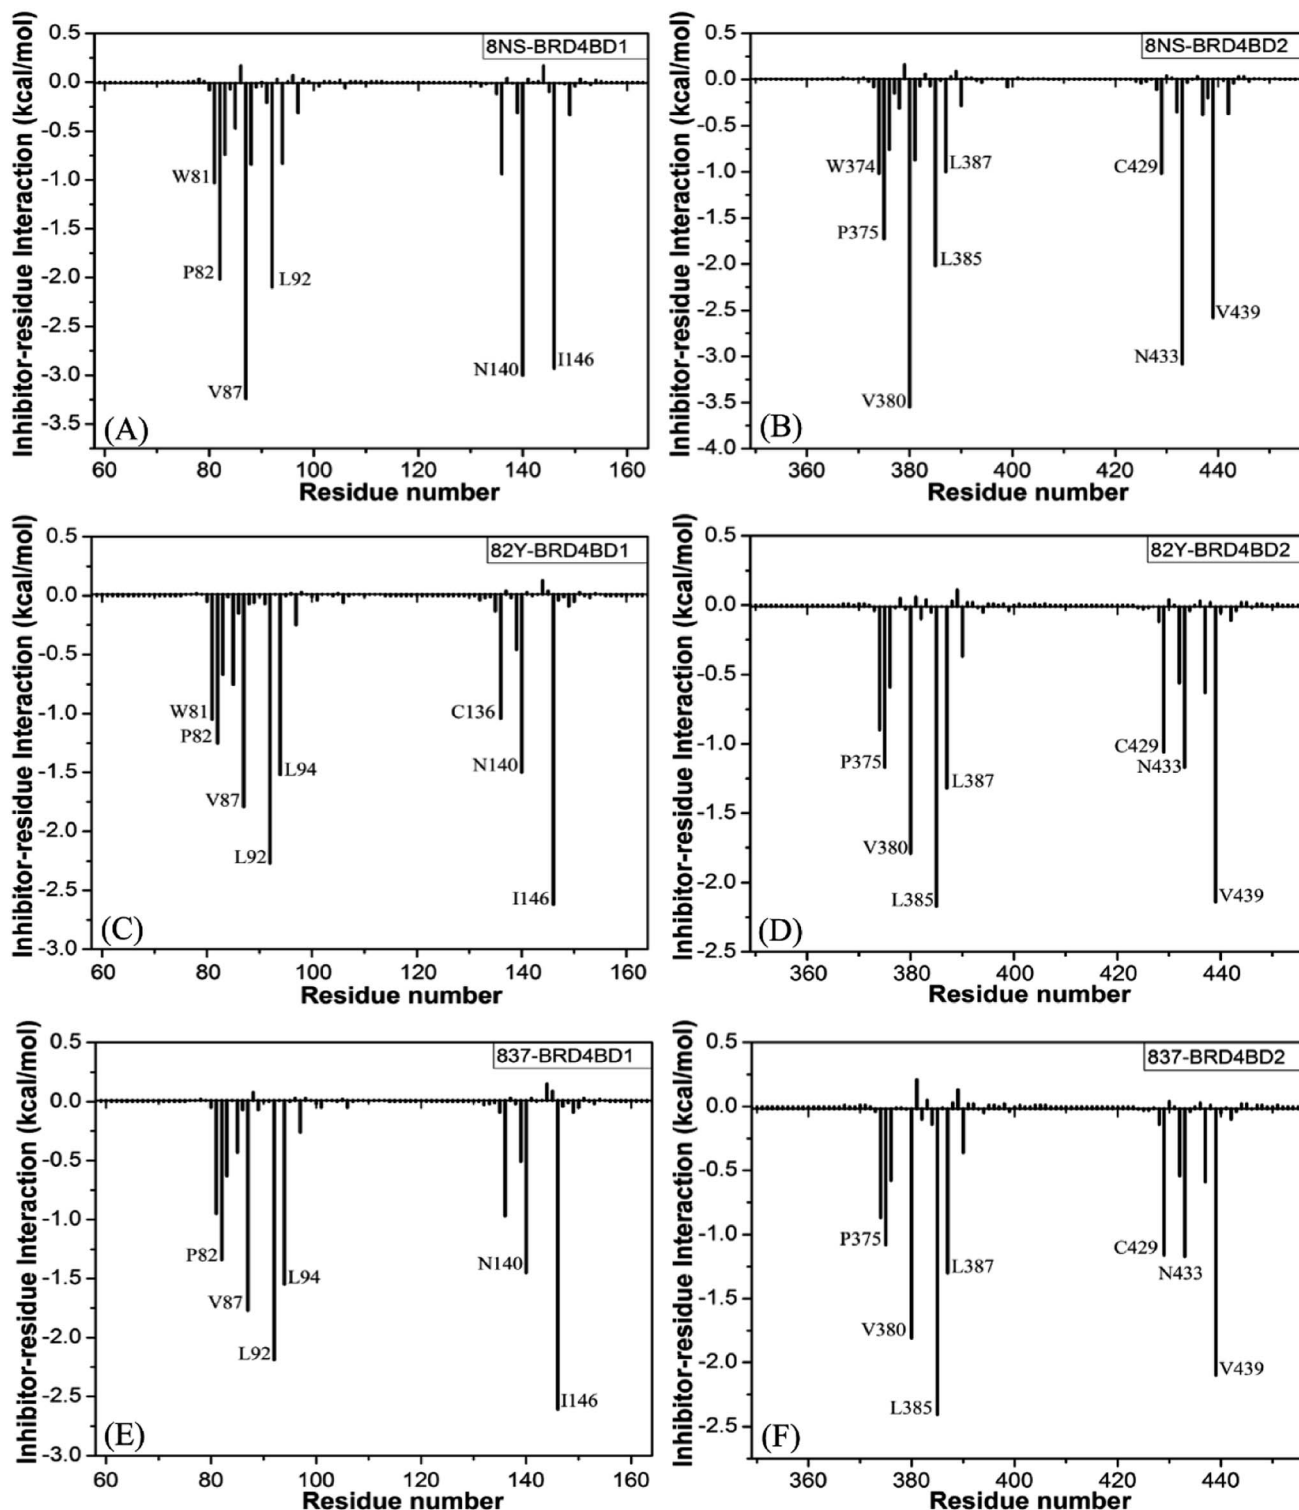 Inhibitor-residue Interaction (kcal/mol)
0.5
0.0
-0.5
-1.0
-1.5
-2.0
-2.5
-3.0
-3.5
8NS-BRD4BD1
W81
P82
V87
L92
N140
I146
(A)
60 80 100 120 140 160
Residue number
Inhibitor-residue Interaction (kcal/mol)
0.5
0.0
-0.5
-1.0
-1.5
-2.0
-2.5
-3.0
-3.5
-4.0
8NS-BRD4BD2
W374
P375
V380
L385
L387
C429
N433
V439
(B)
360 380 400 420 440
Residue number
Inhibitor-residue Interaction (kcal/mol)
0.5
0.0
-0.5
-1.0
-1.5
-2.0
-2.5
-3.0
82Y-BRD4BD1
W81
P82
V87
L92
L94
C136
N140
I146
(C)
60 80 100 120 140 160
Residue number
Inhibitor-residue Interaction (kcal/mol)
0.5
0.0
-0.5
-1.0
-1.5
-2.0
-2.5
82Y-BRD4BD2
P375
V380
L385
L387
C429
N433
V439
(D)
360 380 400 420 440
Residue number
Inhibitor-residue Interaction (kcal/mol)
0.5
0.0
-0.5
-1.0
-1.5
-2.0
-2.5
-3.0
837-BRD4BD1
P82
V87
L92
L94
N140
I146
(E)
60 80 100 120 140 160
Residue number
Inhibitor-residue Interaction (kcal/mol)
0.5
0.0
-0.5
-1.0
-1.5
-2.0
-2.5
837-BRD4BD2
P375
V380
L385
L387
C429
N433
V439
(F)
360 380 400 420 440
Residue number